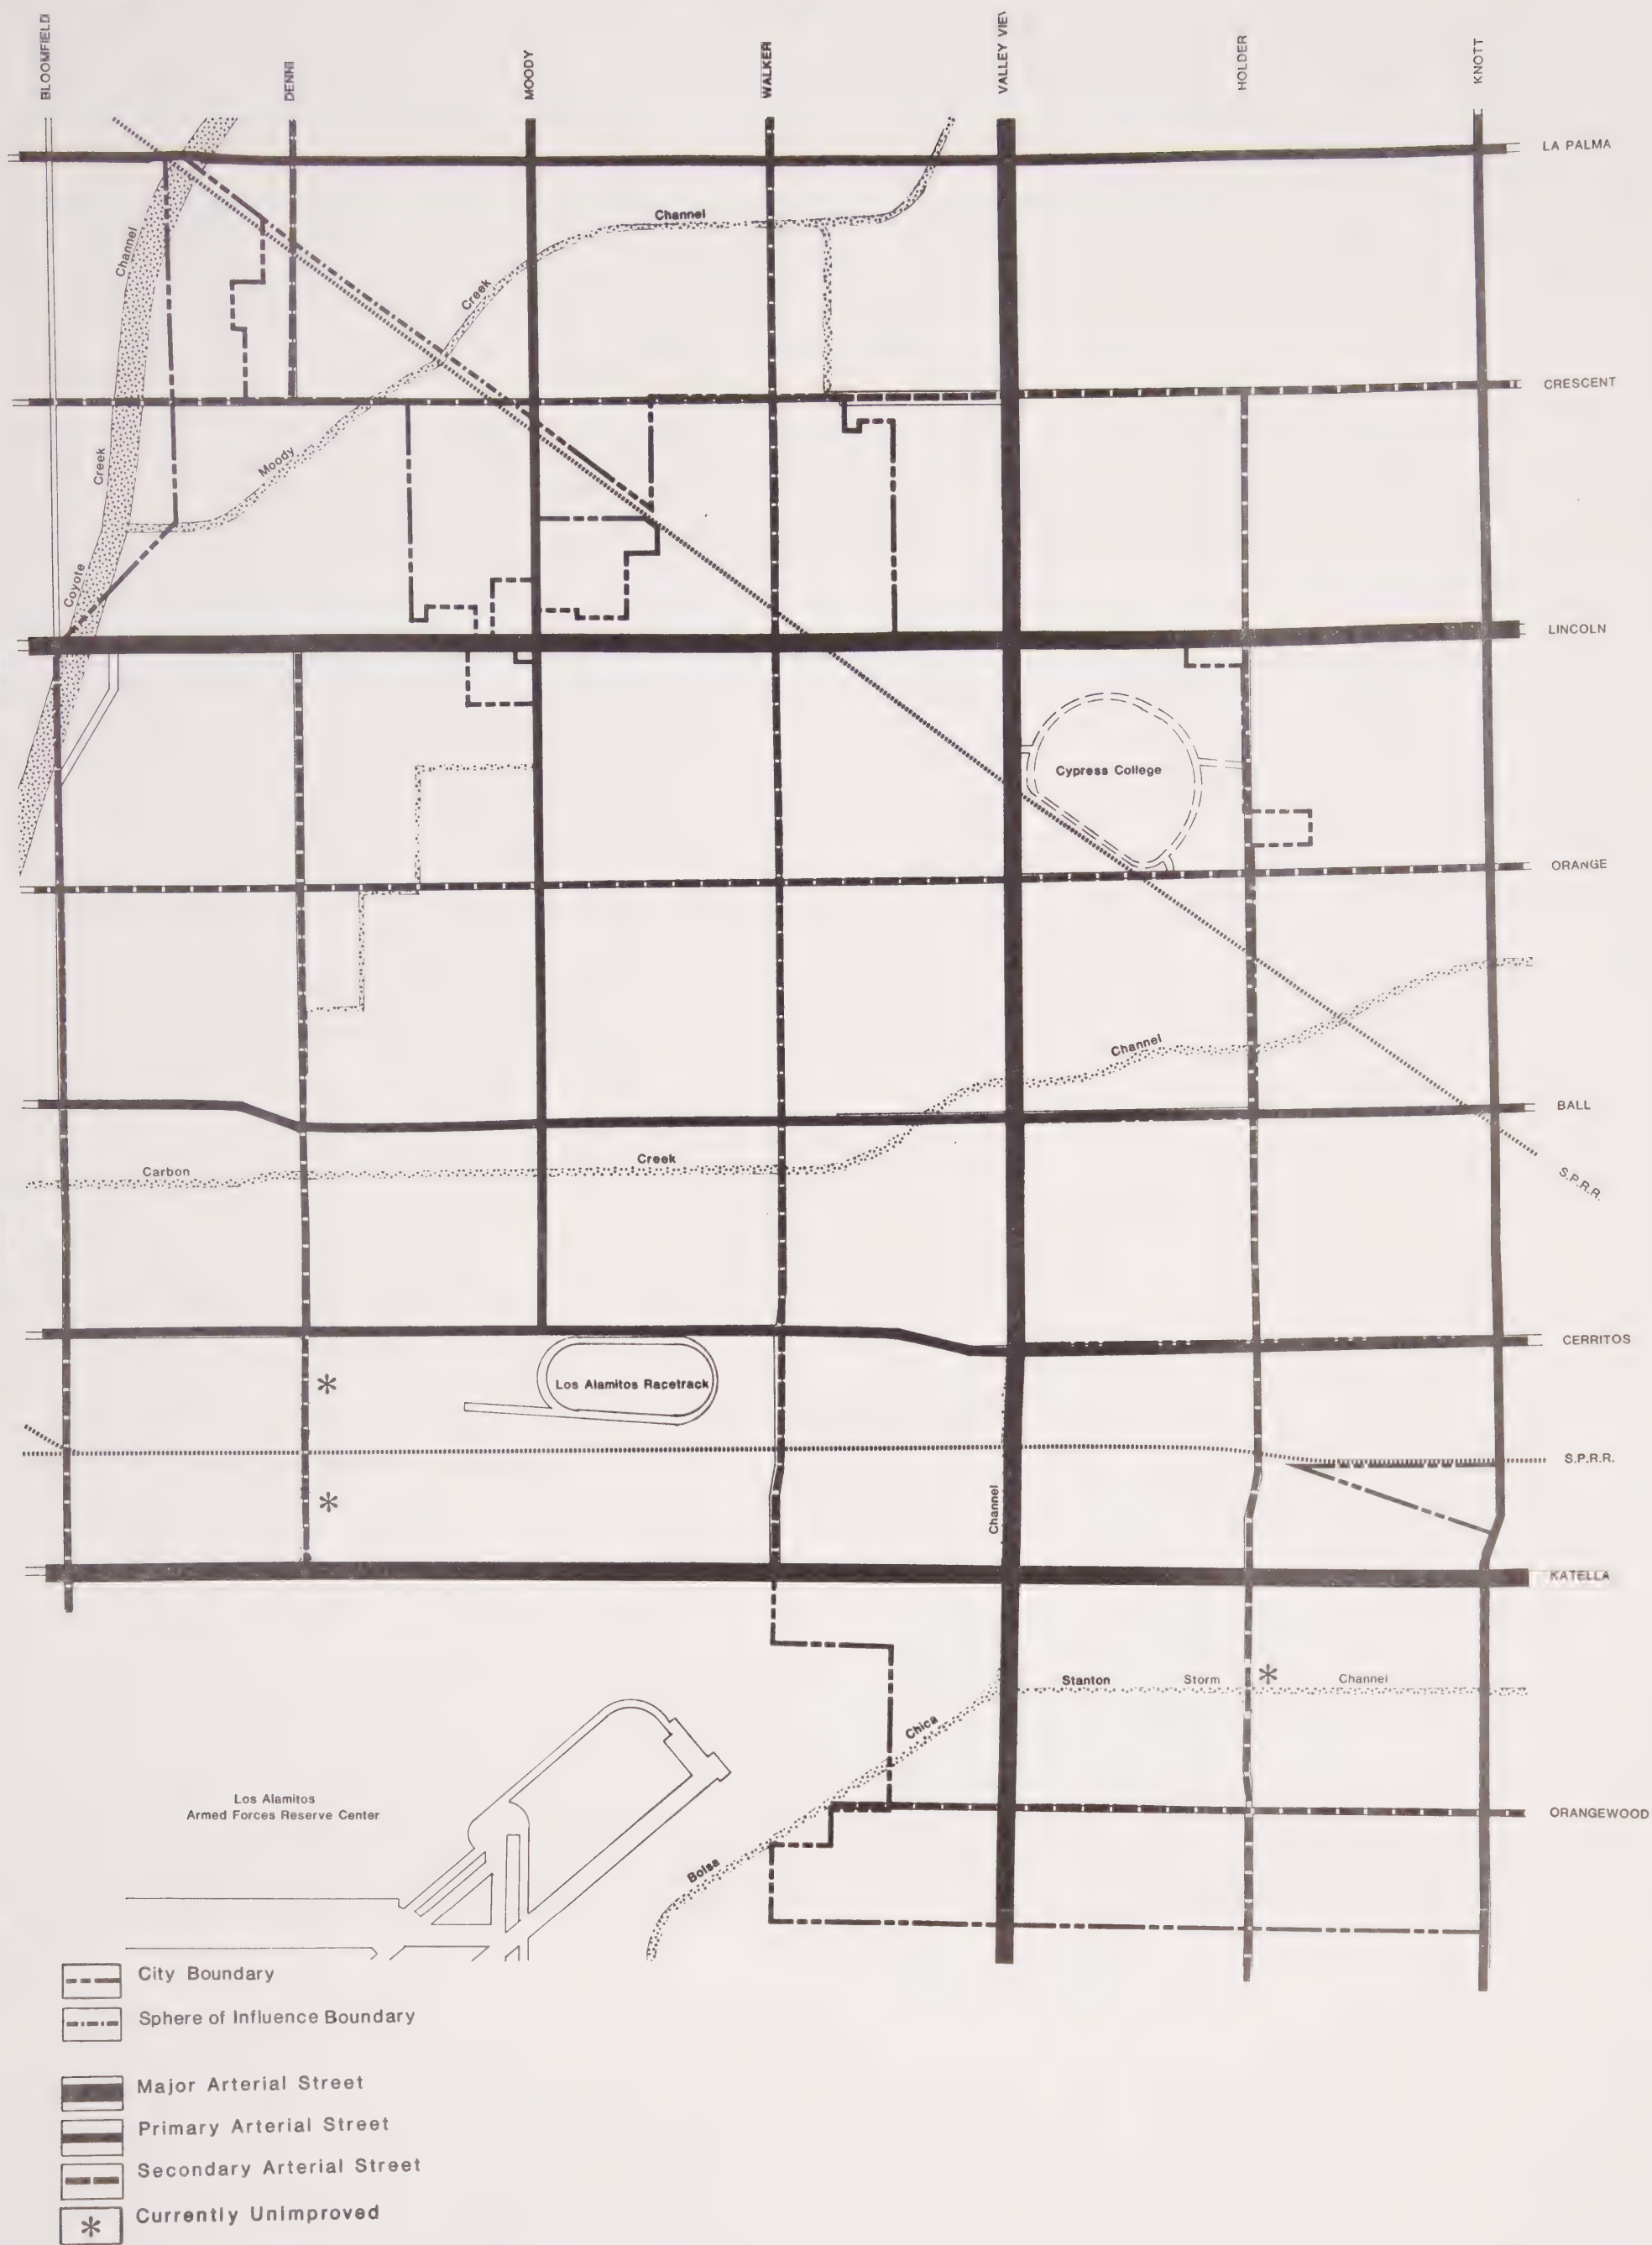 BLOOMFIELD
DENNI
MOODY
WALKER
VALLEY VIEW
HOLDER
KNOTT
LA PALMA
Channel
Channel
Creek
CRESCENT
Creek
Moody
Coyote
LINCOLN
Cypress College
ORANGE
Channel
BALL
Creek
Carbon
S.P.R.R.
CERRITOS
Los Alamitos Racetrack
*
S.P.R.R.
*
Channel
KATELLA
Stanton Storm * Channel
Chica
Los Alamitos
Armed Forces Reserve Center
ORANGEWOOD
Bolsa
City Boundary
Sphere of Influence Boundary
Major Arterial Street
Primary Arterial Street
Secondary Arterial Street
* Currently Unimproved